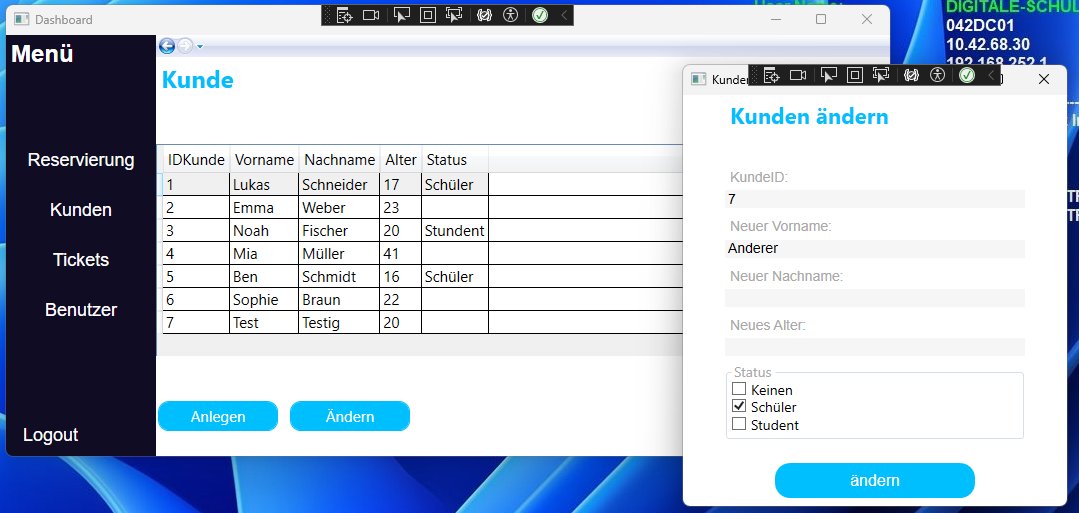 Dashboard
Menü
Reservierung
Kunden
Tickets
Benutzer
Logout
Kunde
IDKunde Vorname Nachname Alter Status
1 Lukas Schneider 17 Schüler
2 Emma Weber 23
3 Noah Fischer 20 Stundent
4 Mia Müller 41
5 Ben Schmidt 16 Schüler
6 Sophie Braun 22
7 Test Testig 20
Anlegen Ändern
DIGITALE-SCHUL
042DC01
10.42.68.30
192.168.252.1
Kunden
Kunden ändern
KundeID:
7
Neuer Vorname:
Anderer
Neuer Nachname:
Neues Alter:
Status
Keinen
Schüler
Student
ändern